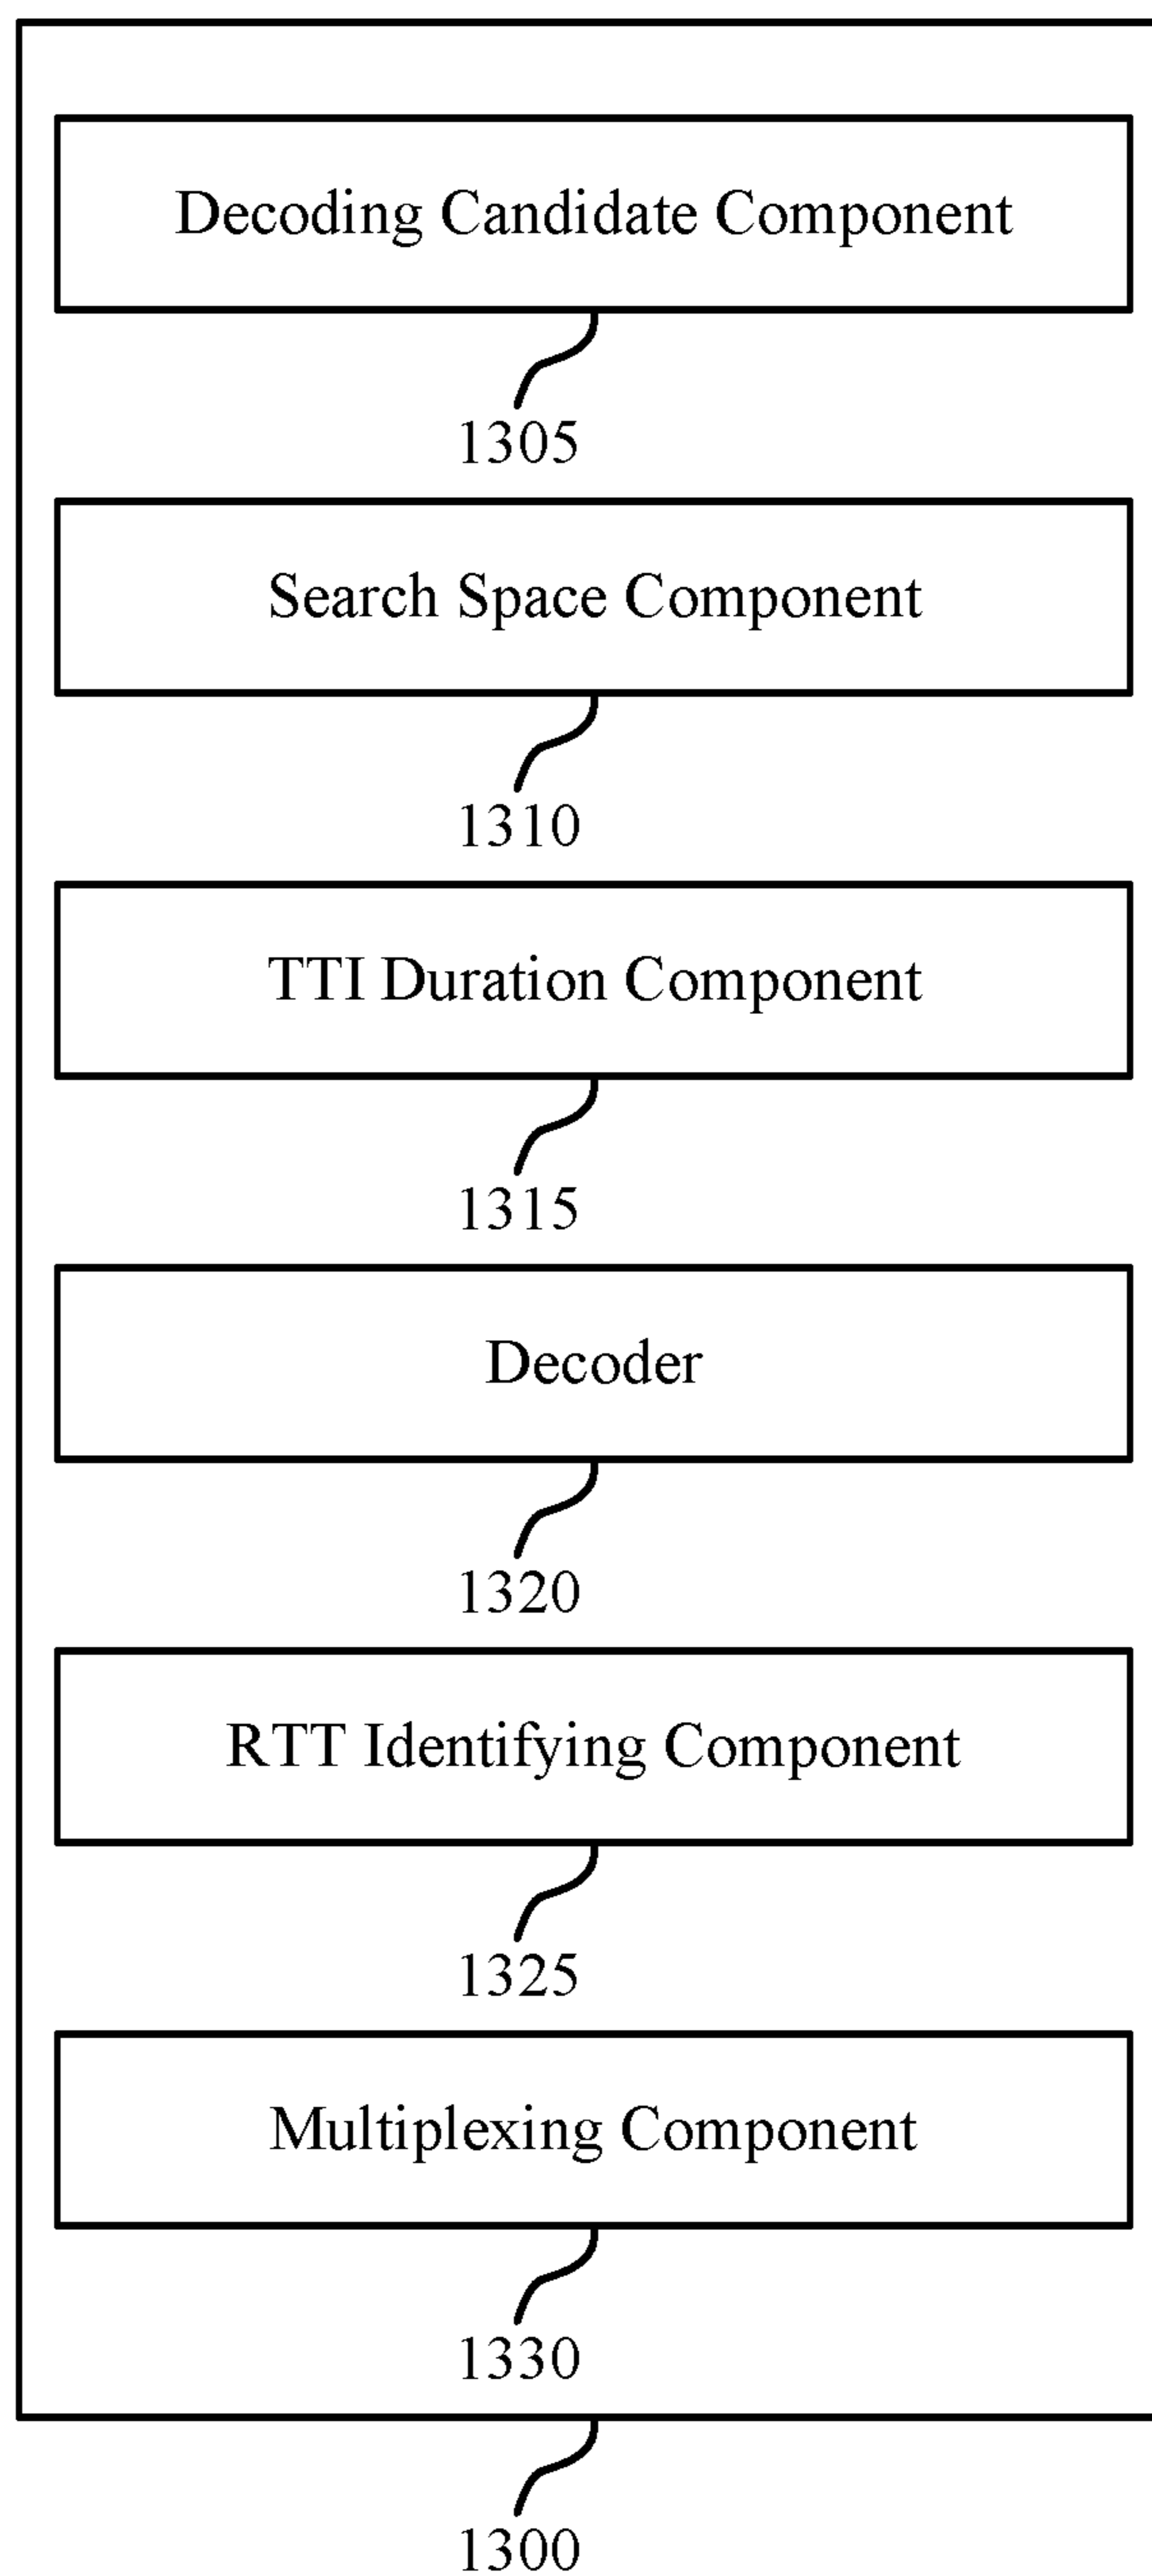 Decoding Candidate Component
1305
Search Space Component
1310
TTI Duration Component
1315
Decoder
1320
RTT Identifying Component
1325
Multiplexing Component
1330
1300